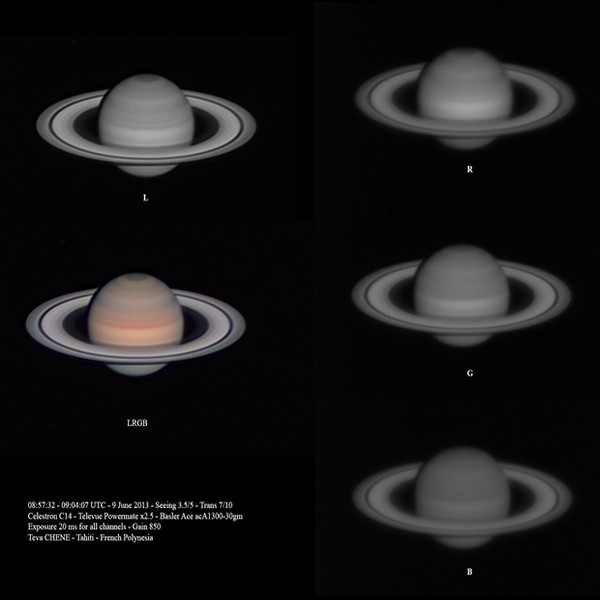 L
R
G
LRGB
B
08:57:32 - 09:04:07 UTC - 9 June 2013 - Seeing 3.5/5 - Trans 7/10
Celestron C14 - Televue Powermate x2.5 - Basler Ace acA1300-30gm
Exposure 20 ms for all channels - Gain 850
Teva CHENE - Tahiti - French Polynesia